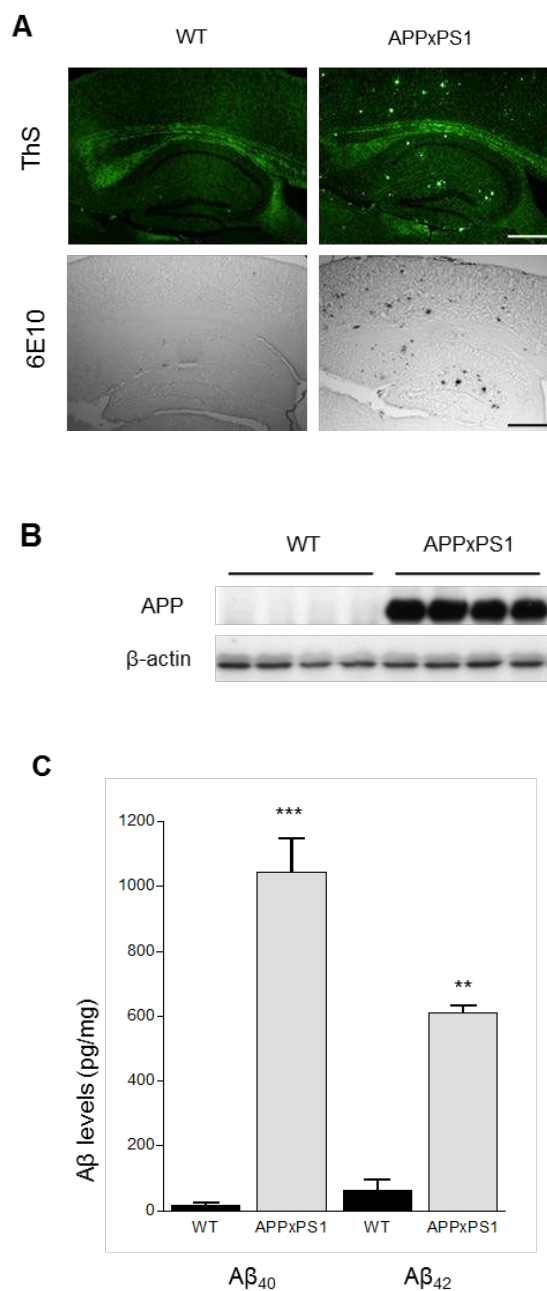 A
WT APPxPS1
ThS
6E10
B
WT APPxPS1
APP
β-actin
C
Aβ levels (pg/mg)
1200
1000
800
600
400
200
0
***
**
WT APPxPS1 WT APPxPS1
Aβ₄₀ Aβ₄₂